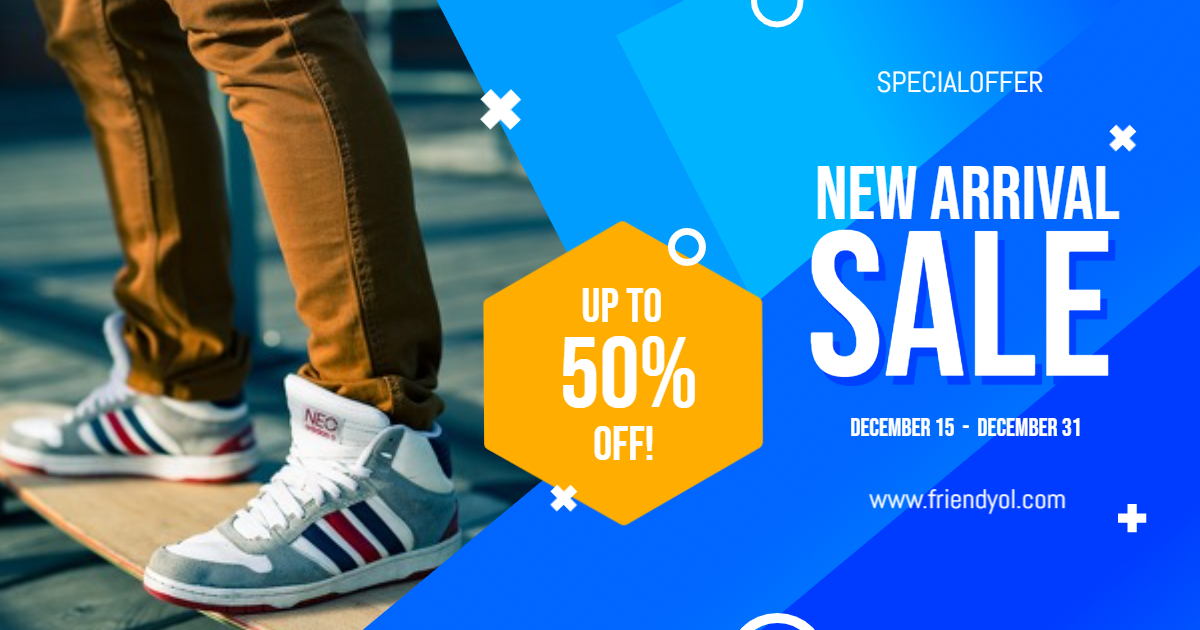 SPECIALOFFER
NEW ARRIVAL
SALE
UP TO
50%
OFF!
DECEMBER 15 - DECEMBER 31
www.friendyol.com
NEO